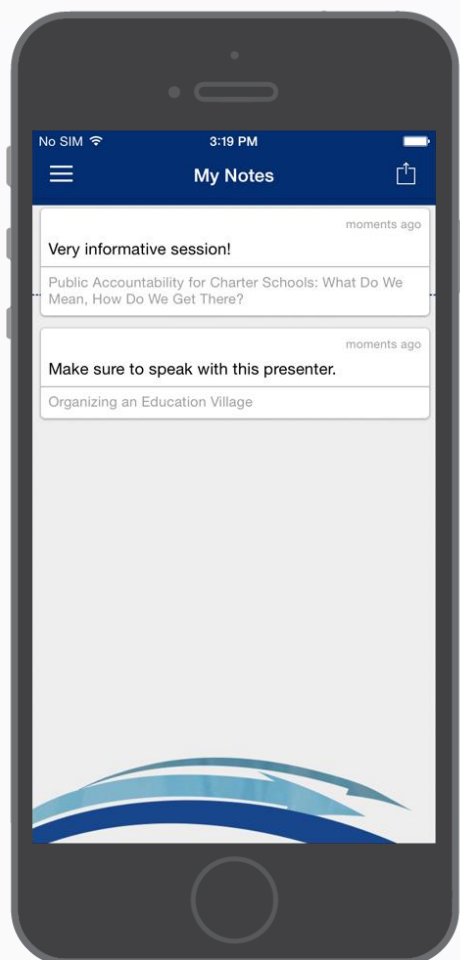 No SIM 3:19 PM
My Notes
moments ago
Very informative session!
Public Accountability for Charter Schools: What Do We
Mean, How Do We Get There?
moments ago
Make sure to speak with this presenter.
Organizing an Education Village